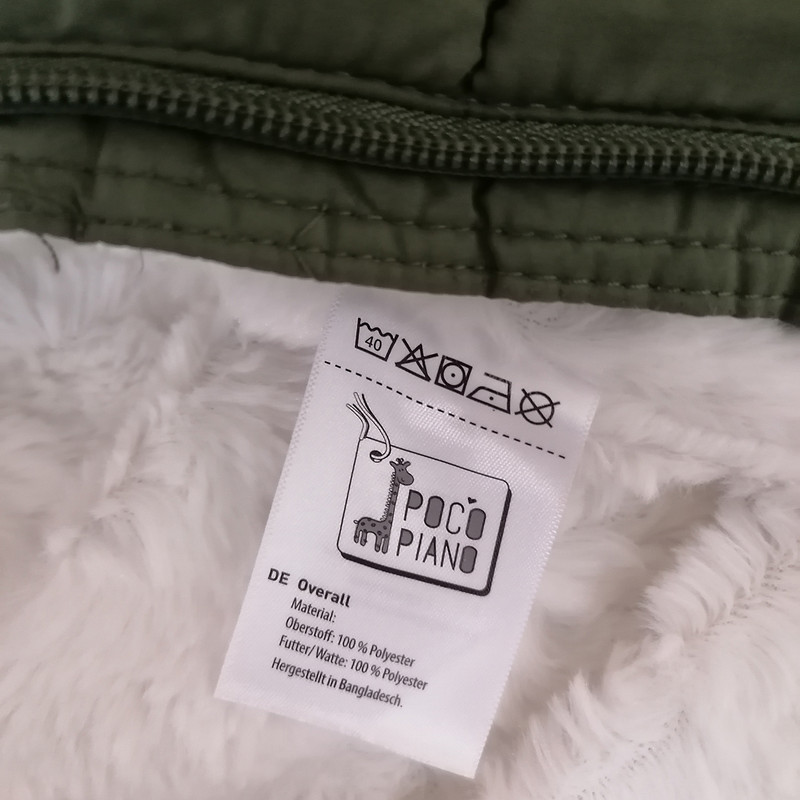 40
POCO
PIANO
DE Overall
Material:
Oberstoff: 100 % Polyester
Futter/Watte: 100 % Polyester
Hergestellt in Bangladesch.